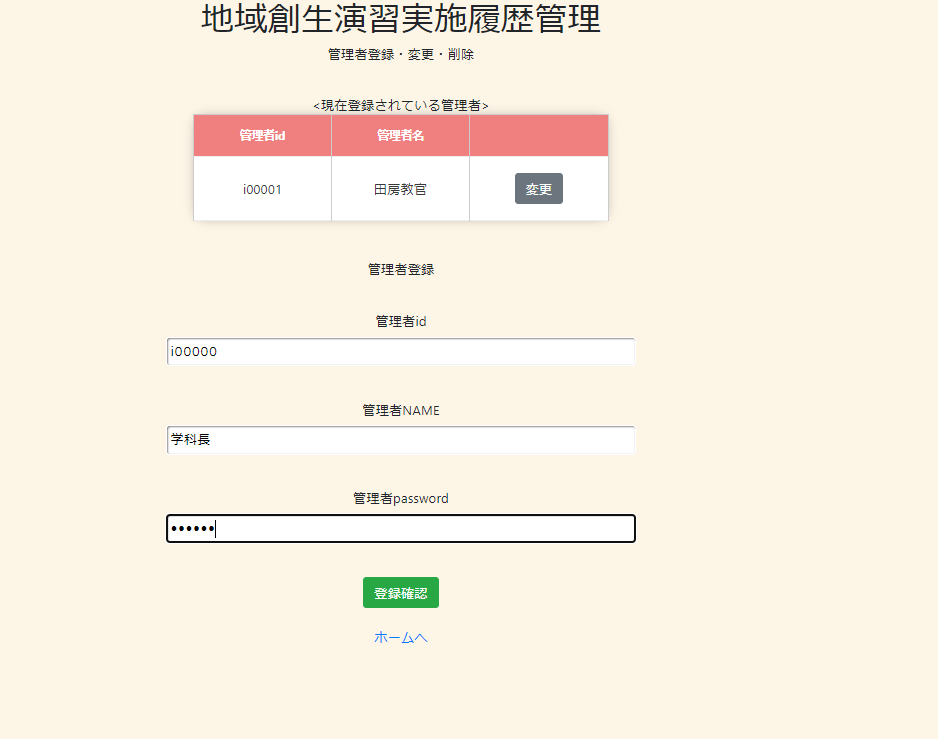 地域創生演習実施履歴管理
管理者登録・変更・削除
<現在登録されている管理者>
管理者id 管理者名
i00001 田房教官 変更
管理者登録
管理者id
i00000
管理者NAME
学科長
管理者password
••••••
登録確認
ホームへ